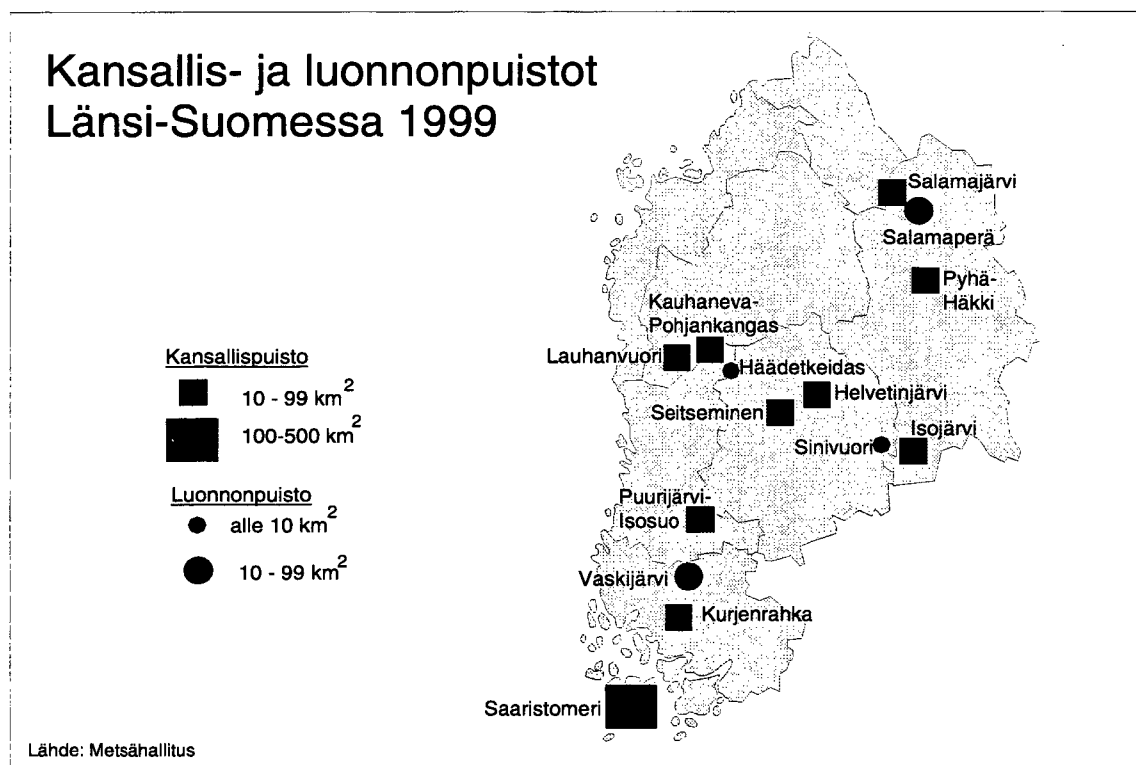 Kansallis- ja luonnonpuistot
Länsi-Suomessa 1999
Salamajärvi
Salamaperä
Pyhä-
Häkki
Kauhaneva-
Pohjankangas
Lauhanvuori
Häädetkeidas
Helvetinjärvi
Seitseminen
Isojärvi
Sinivuori
Puurijärvi-
Isosuo
Vaskijärvi
Kurjenrahka
Saaristomeri
Kansallispuisto
10 - 99 km²
100-500 km²
Luonnonpuisto
alle 10 km²
10 - 99 km²
Lähde: Metsähallitus